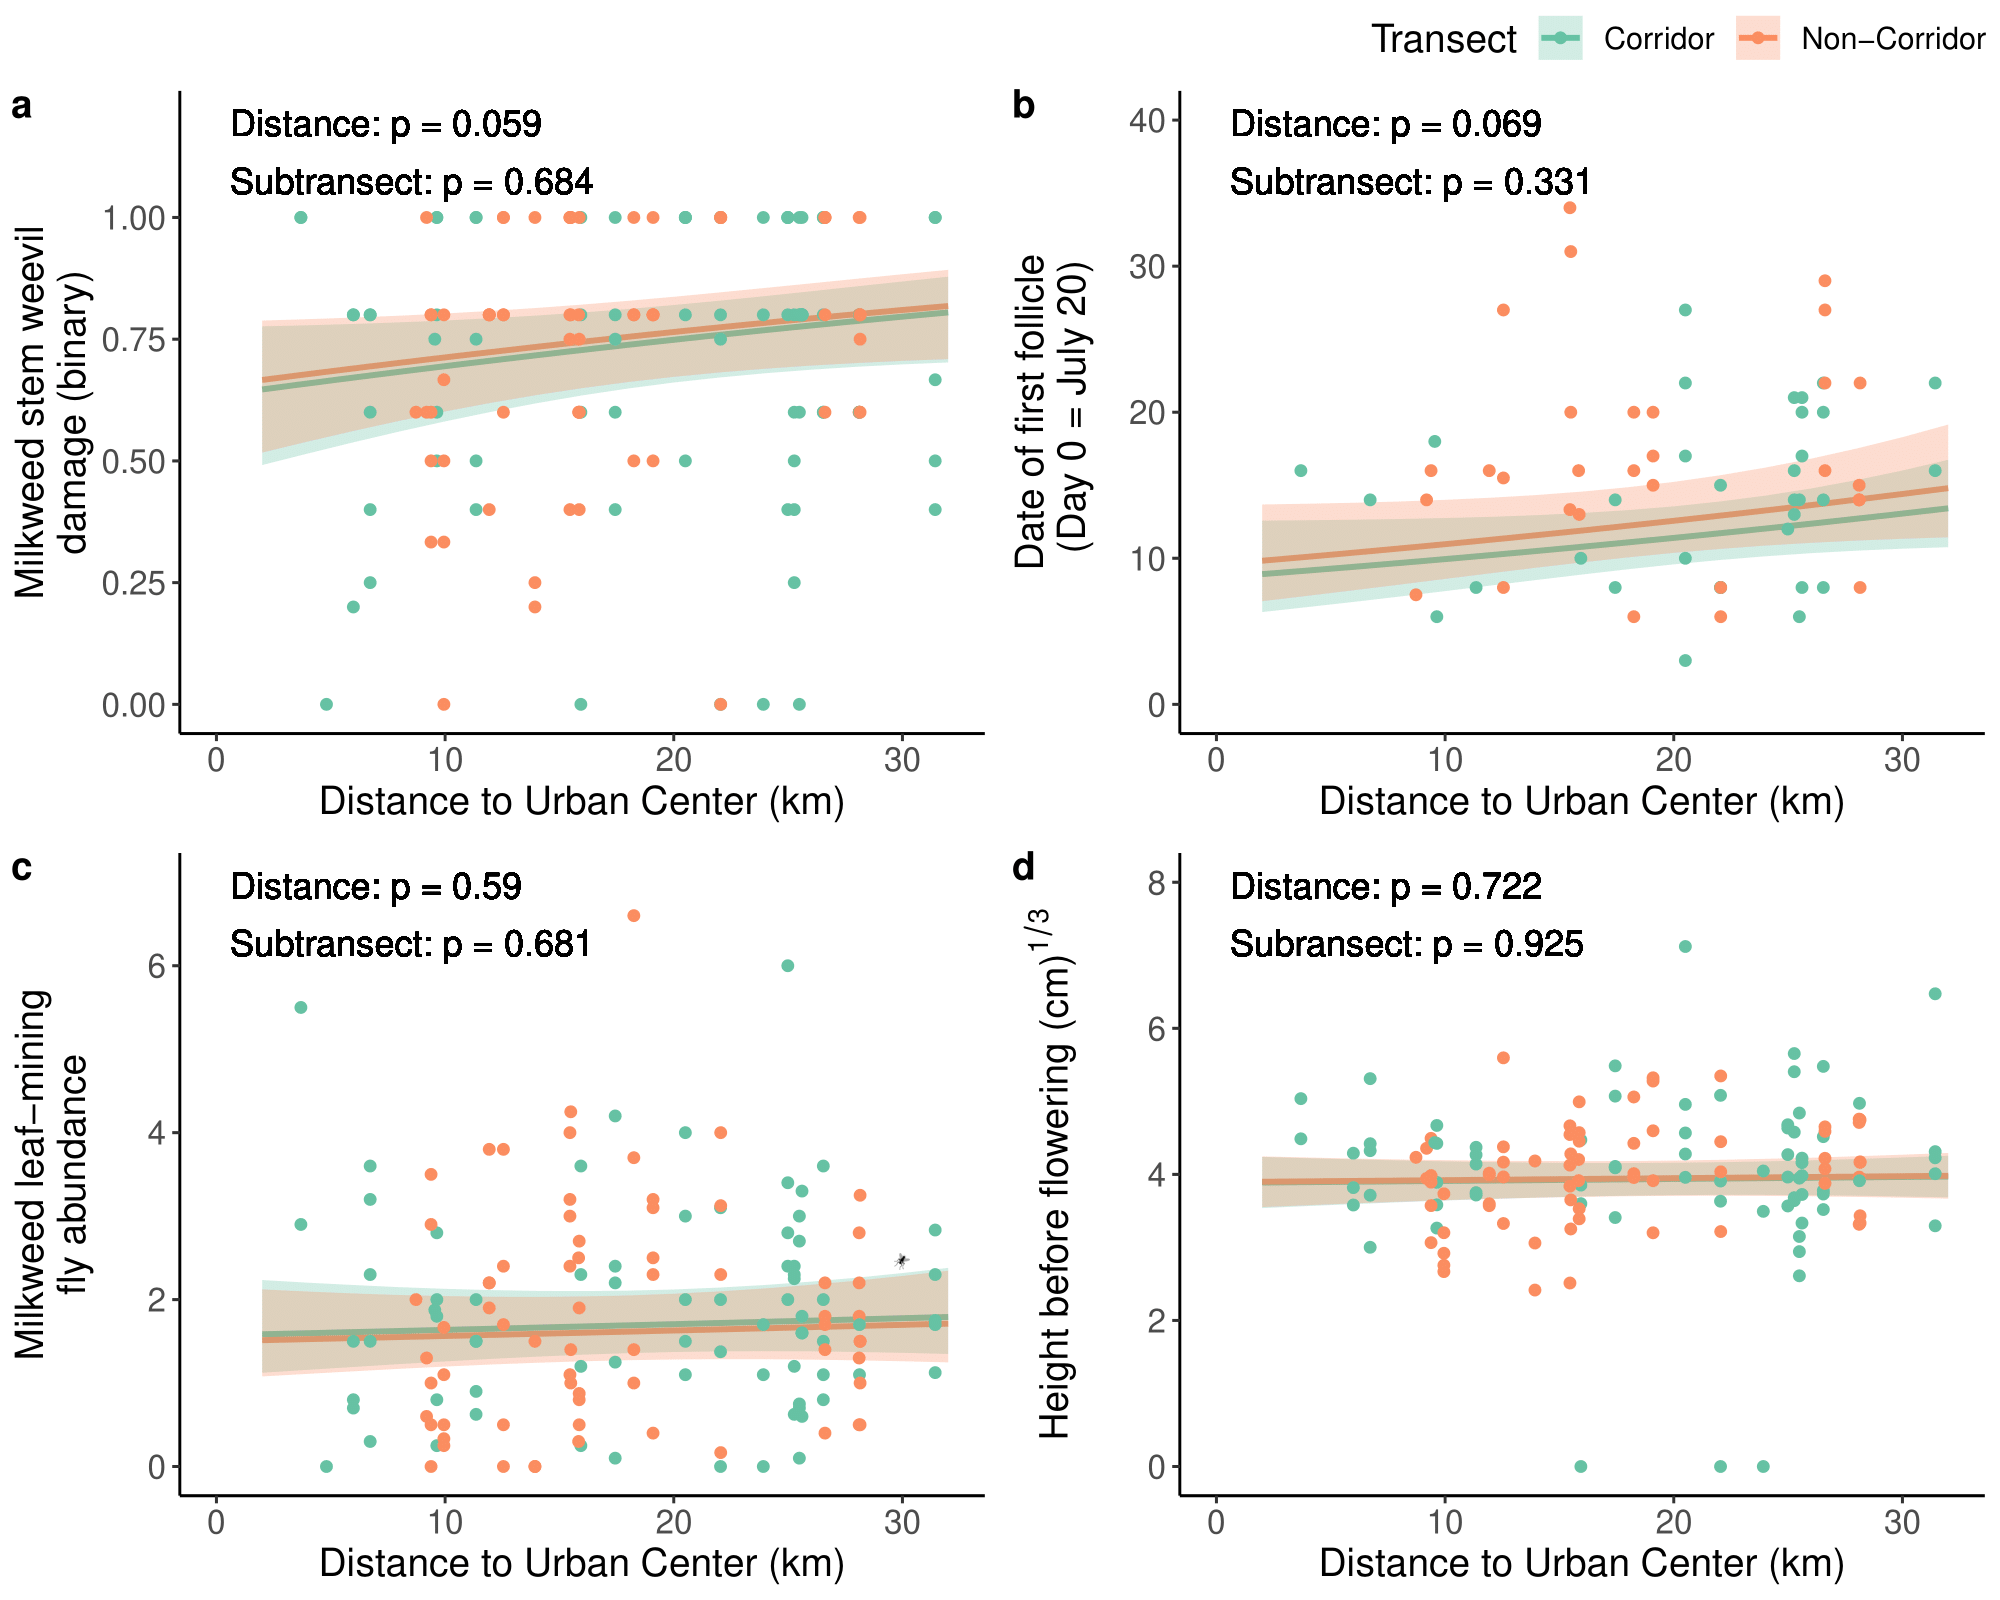 Transect Corridor Non−Corridor
a
Distance: p = 0.059
Subtransect: p = 0.684
Milkweed stem weevil
damage (binary)
1.00
0.75
0.50
0.25
0.00
0 10 20 30
Distance to Urban Center (km)
b
Distance: p = 0.069
Subtransect: p = 0.331
Date of first follicle
(Day 0 = July 20)
40
30
20
10
0
0 10 20 30
Distance to Urban Center (km)
c
Distance: p = 0.59
Subtransect: p = 0.681
Milkweed leaf−mining
fly abundance
6
4
2
0
0 10 20 30
Distance to Urban Center (km)
d
Distance: p = 0.722
Subransect: p = 0.925
Height before flowering (cm)^1/3
8
6
4
2
0
0 10 20 30
Distance to Urban Center (km)